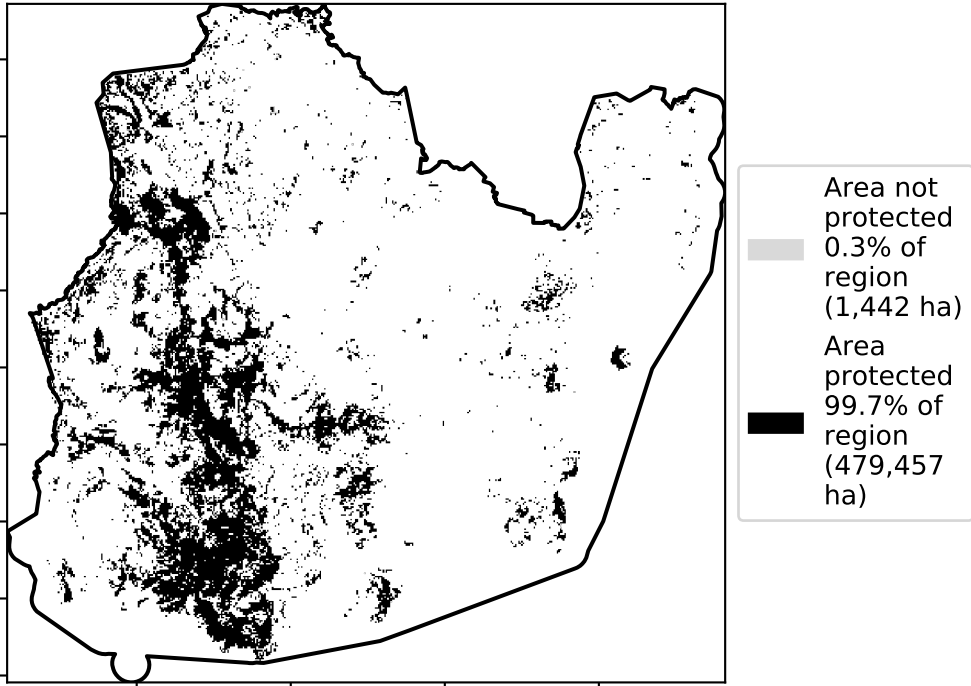 Area not
protected
0.3% of
region
(1,442 ha)
Area
protected
99.7% of
region
(479,457
ha)